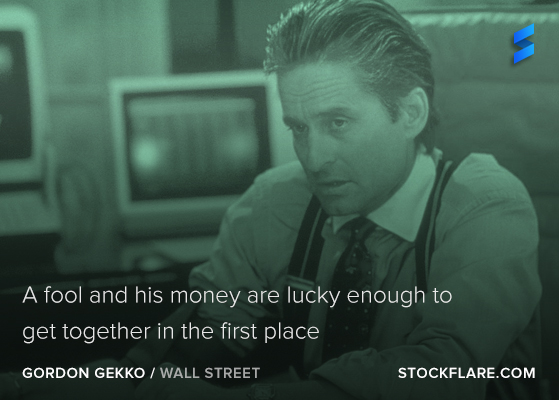 A fool and his money are lucky enough to
get together in the first place
GORDON GEKKO / WALL STREET
STOCKFLARE.COM